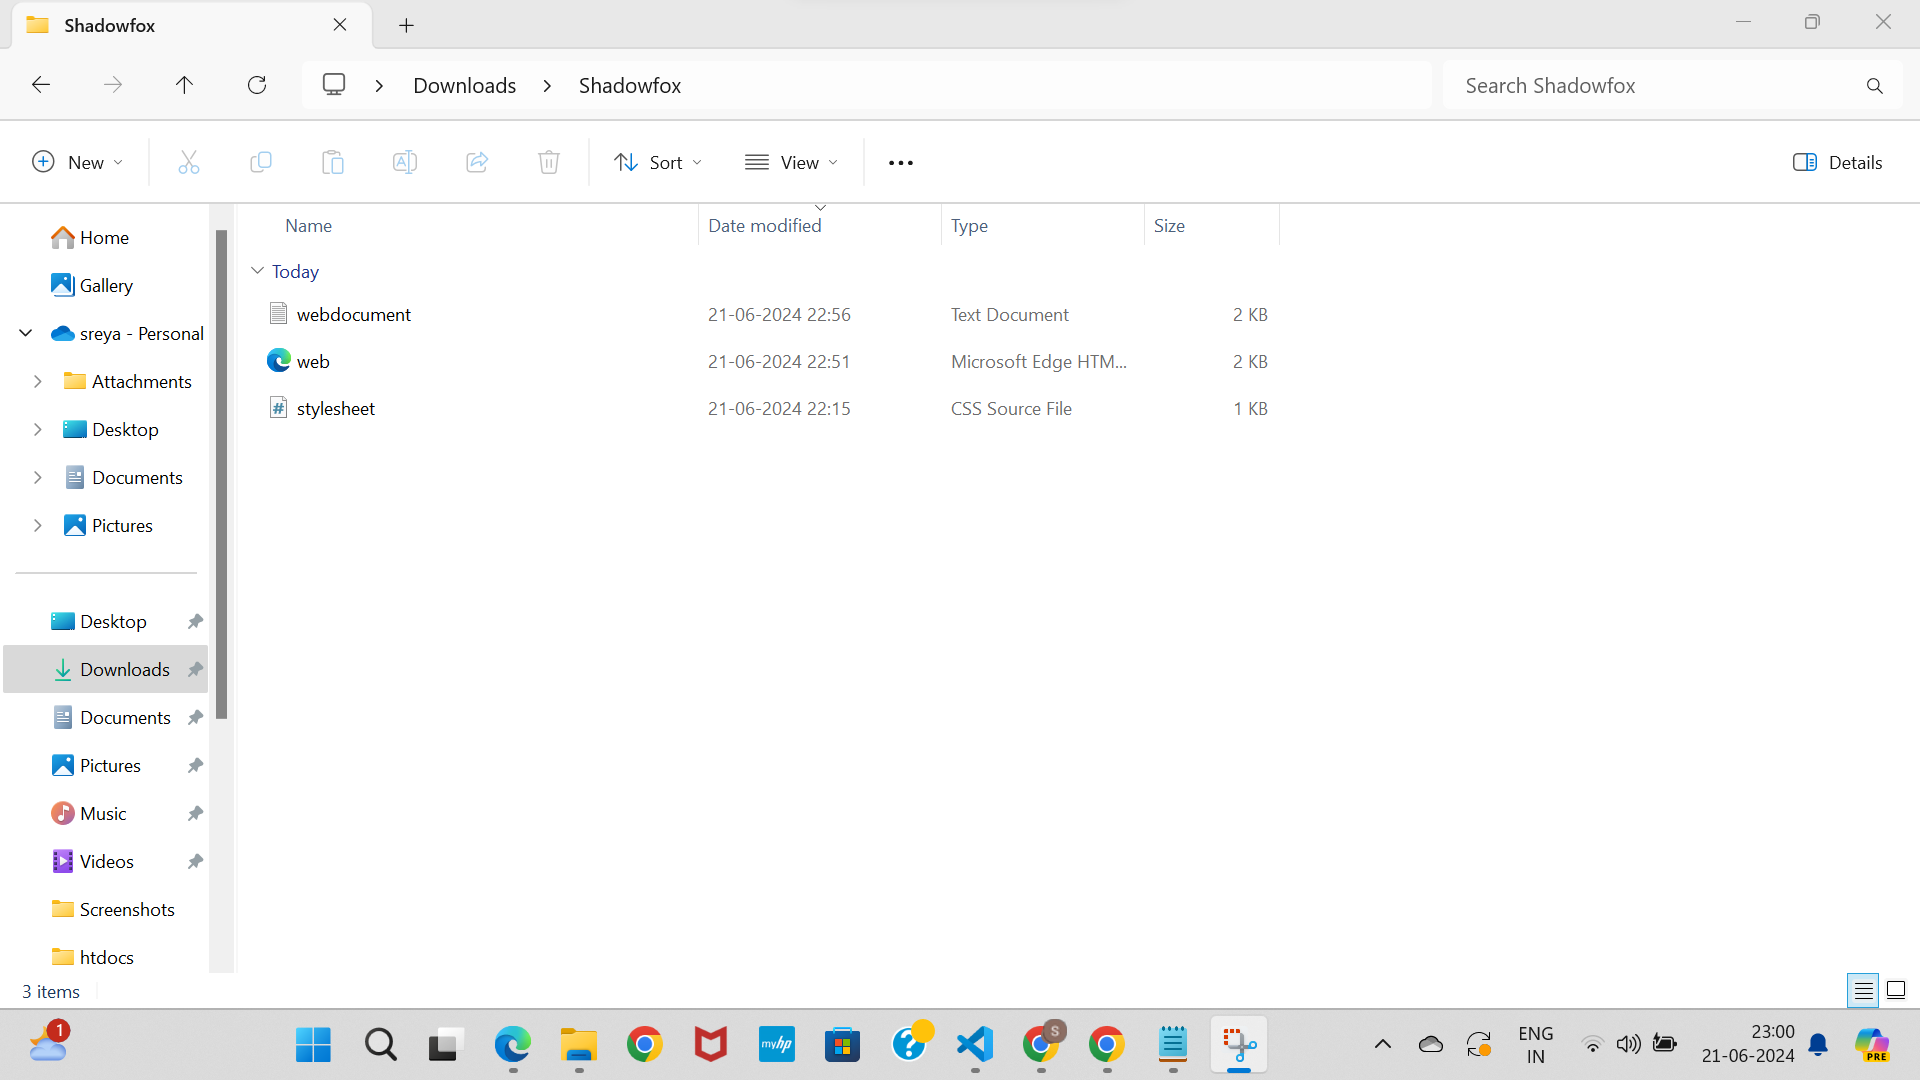 Shadowfox
Downloads Shadowfox
Search Shadowfox
New
Sort
View
Details
Name Date modified Type Size
Today
webdocument 21-06-2024 22:56 Text Document 2 KB
web 21-06-2024 22:51 Microsoft Edge HTM... 2 KB
stylesheet 21-06-2024 22:15 CSS Source File 1 KB
Home
Gallery
sreya - Personal
Attachments
Desktop
Documents
Pictures
Desktop
Downloads
Documents
Pictures
Music
Videos
Screenshots
htdocs
3 items
1
myhp
S
ENG
IN
23:00
21-06-2024
PRE